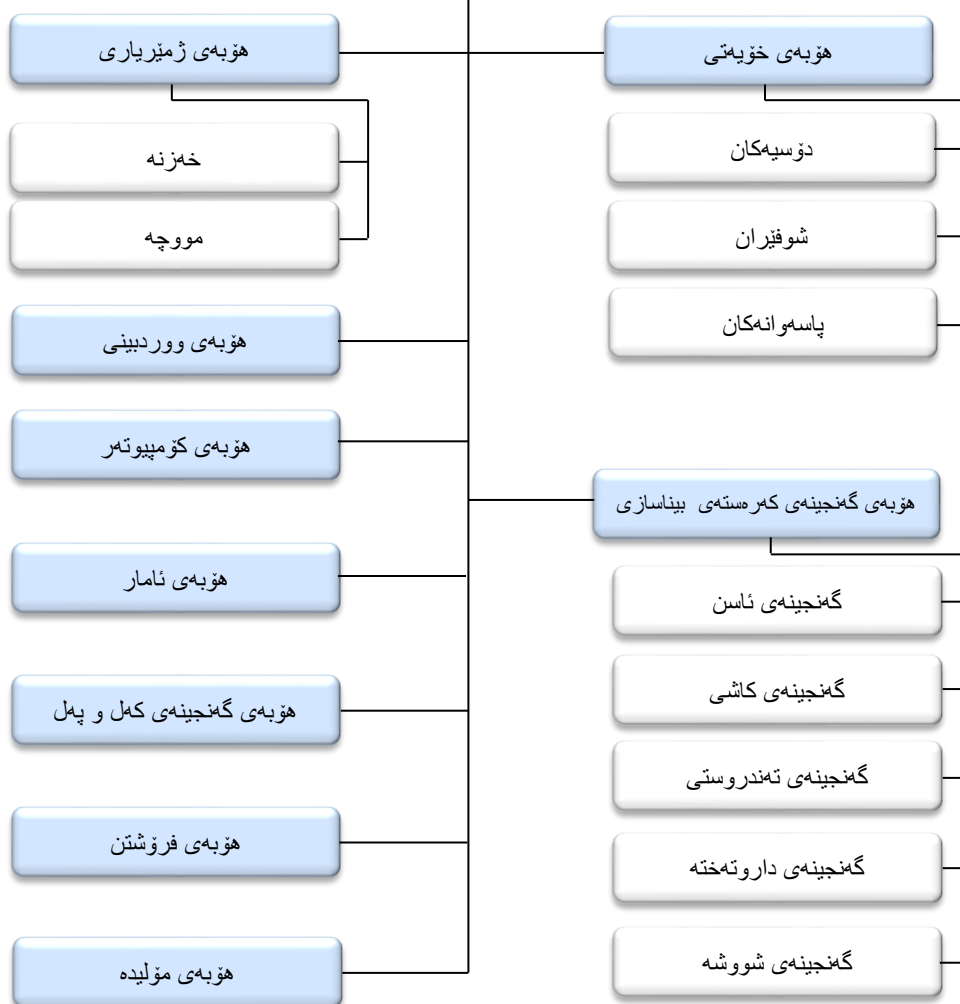 هۆبەی خۆیەتی
دۆسیەکان
شوفێران
پاسەوانەکان
هۆبەی گەنجینەی کەرەستەی بیناسازی
گەنجینەی ئاسن
گەنجینەی کاشی
گەنجینەی تەندروستی
گەنجینەی داروتەختە
گەنجینەی شووشە
هۆبەی ژمێریاری
خەزنە
مووچە
هۆبەی ووردبینی
هۆبەی کۆمپیوتەر
هۆبەی ئامار
هۆبەی گەنجینەی کەل و پەل
هۆبەی فرۆشتن
هۆبەی مۆلیدە